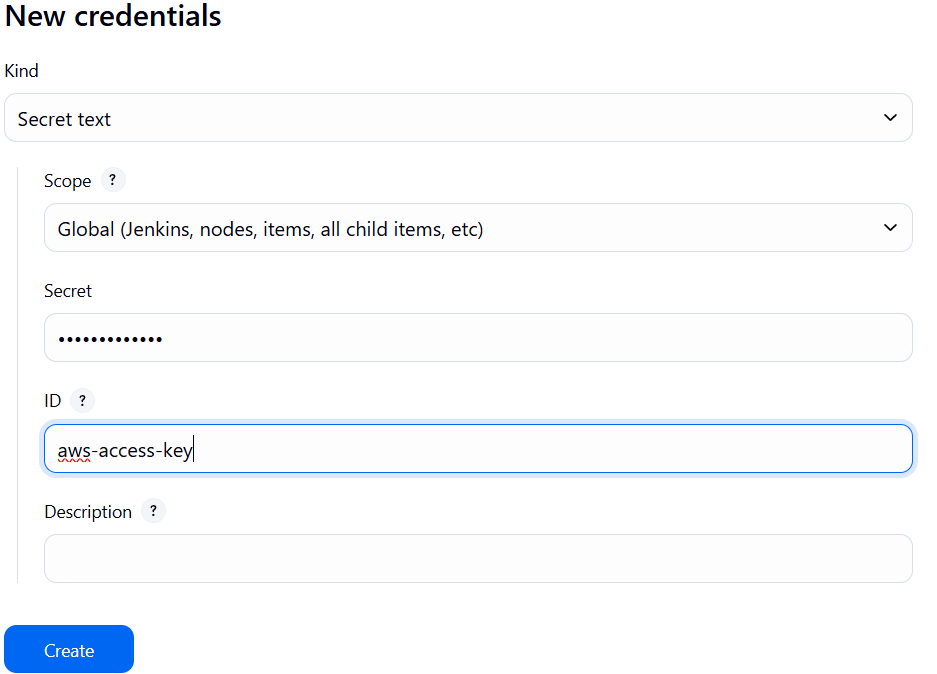 New credentials
Kind
Secret text
Scope ?
Global (Jenkins, nodes, items, all child items, etc)
Secret
•••••••••••••
ID ?
aws-access-key
Description ?
Create